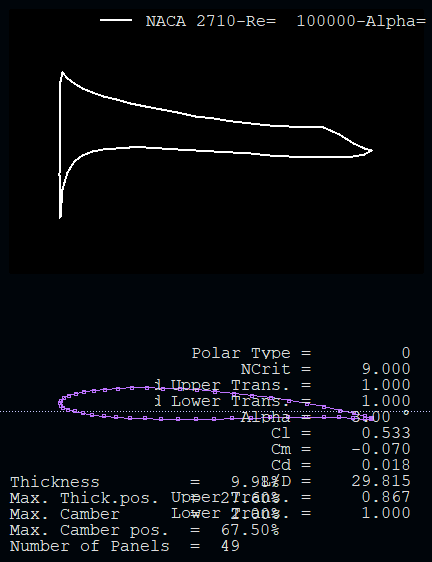 NACA 2710-Re= 100000-Alpha=
Polar Type = 0
NCrit = 9.000
Upper Trans. = 1.000
Lower Trans. = 1.000
Alpha = °
Cl = 0.533
Cm = -0.070
Cd = 0.018
L/D = 29.815
Thickness = 9.98%
Max. Thick.pos. = 27.60%
Upper Trans. = 0.867
Max. Camber = 2.00%
Lower Trans. = 1.000
Max. Camber pos. = 67.50%
Number of Panels = 49